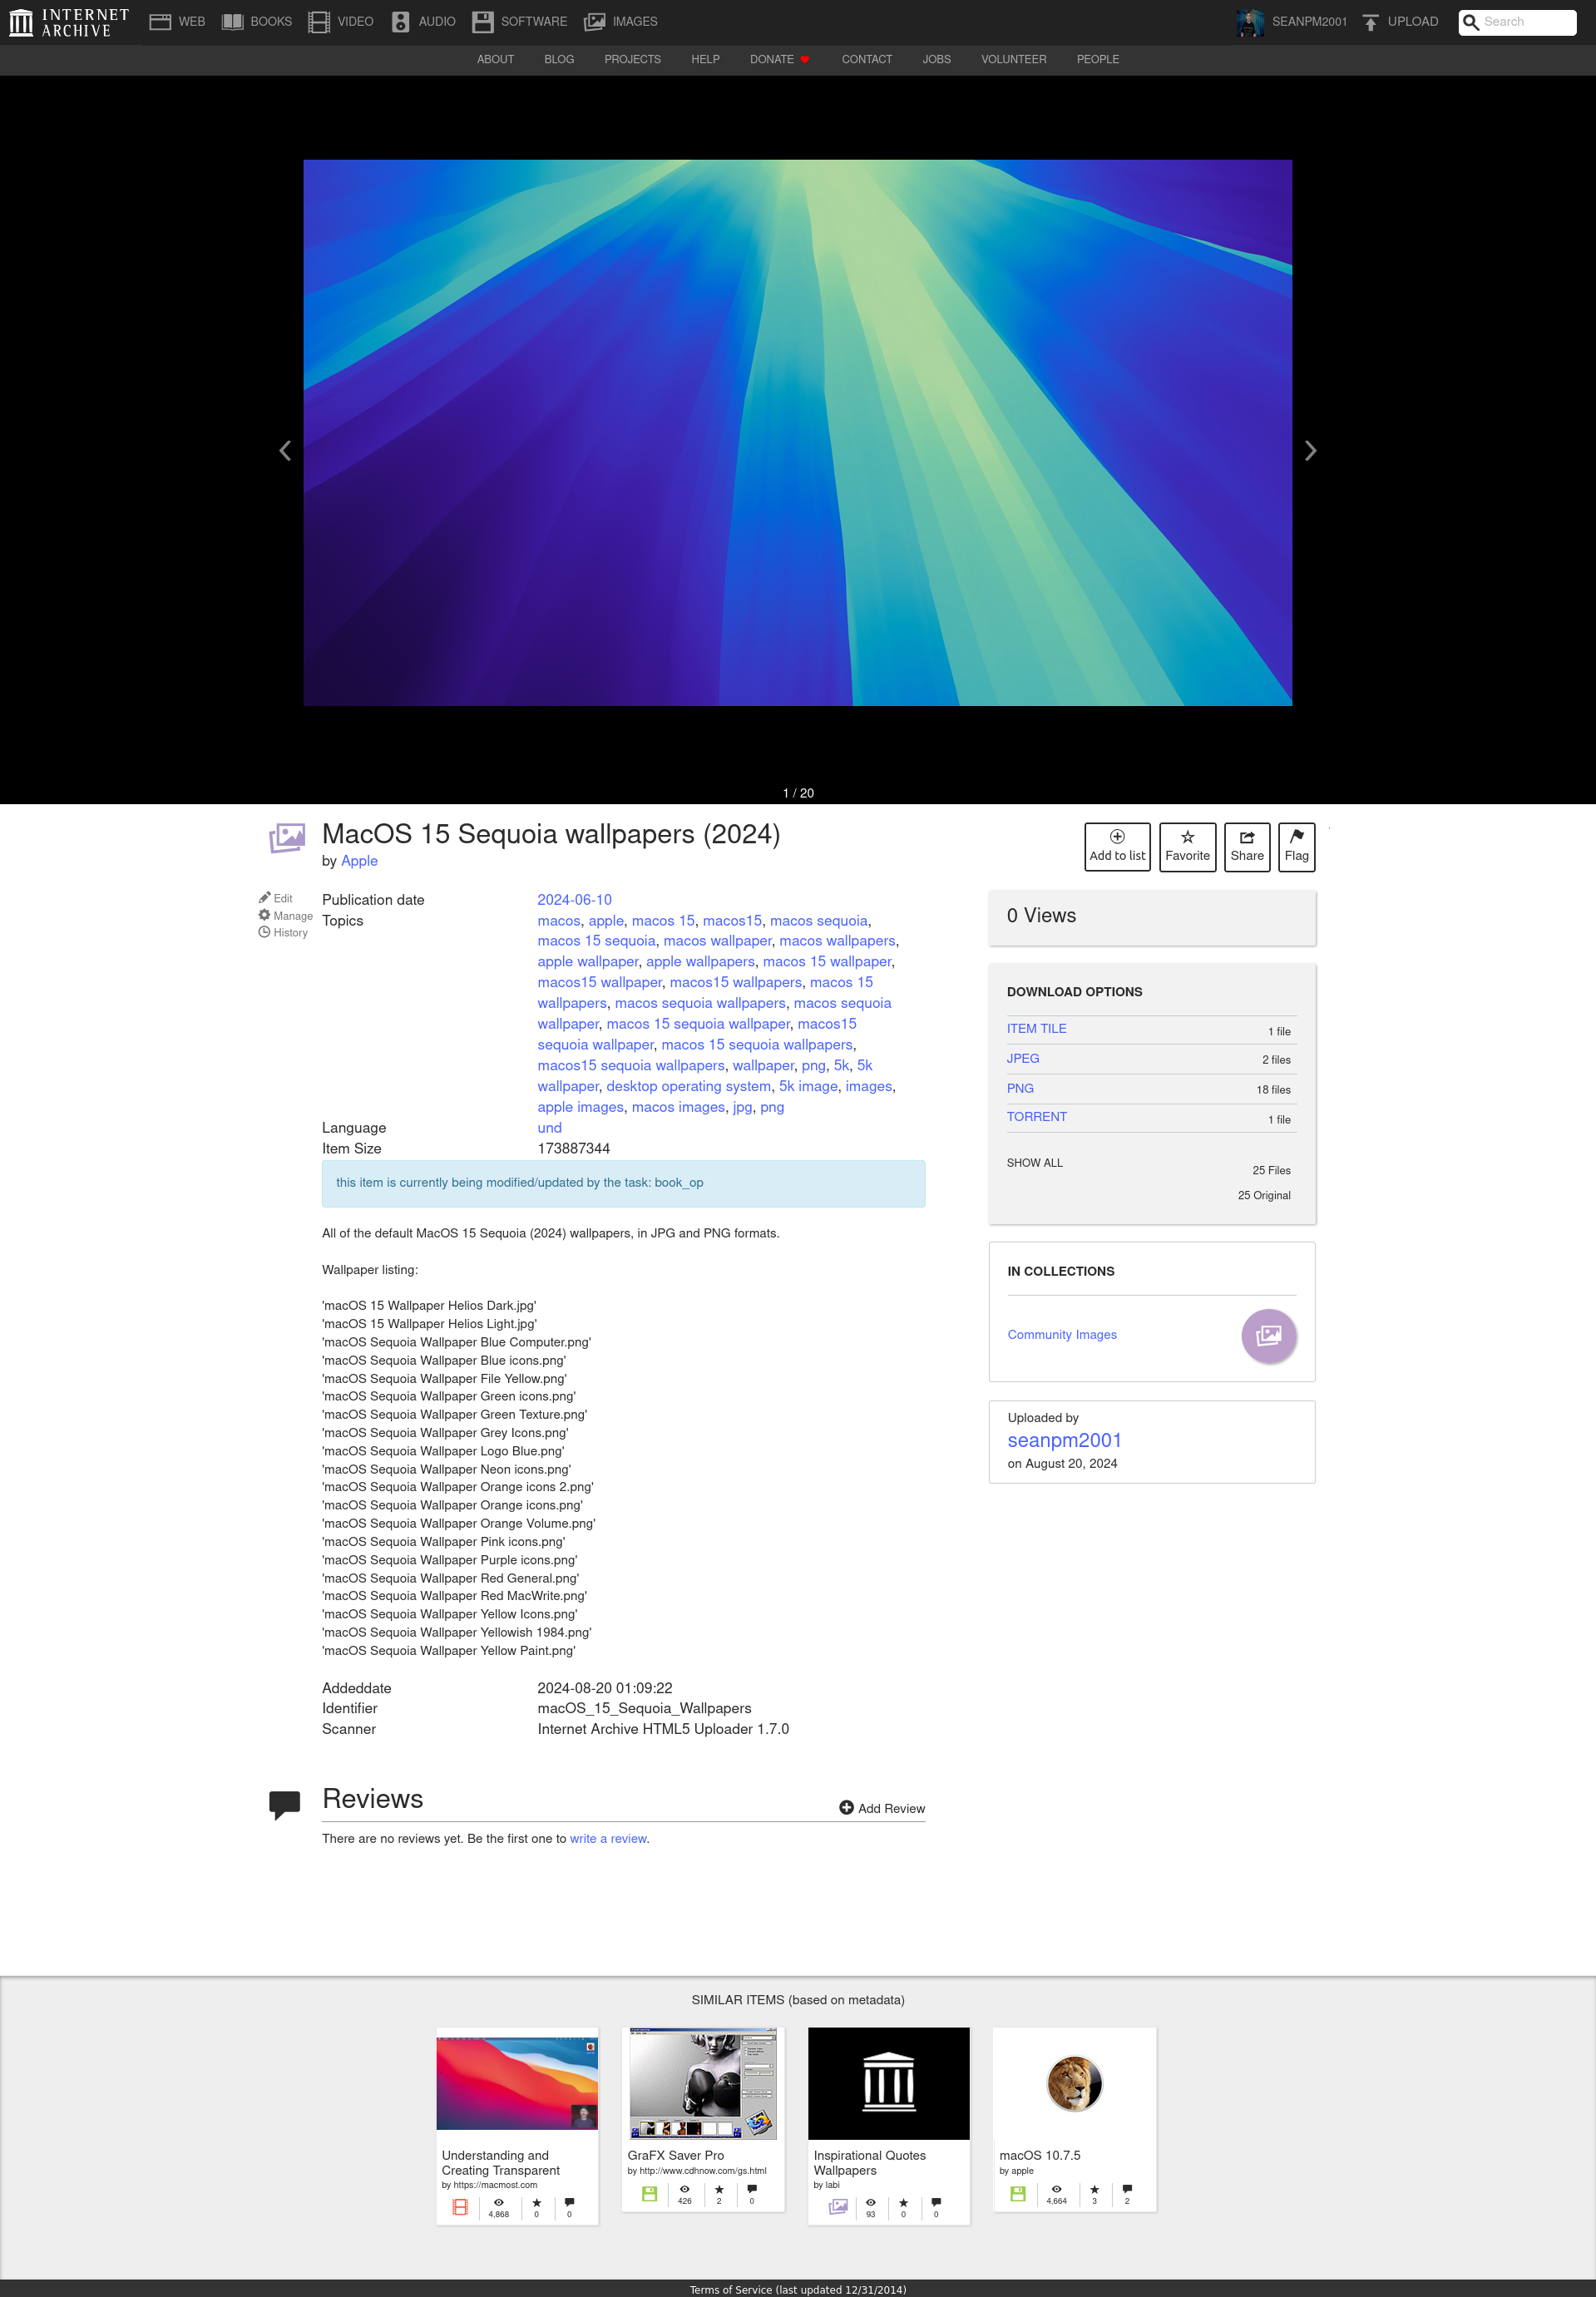 INTERNET ARCHIVE
WEB BOOKS VIDEO AUDIO SOFTWARE IMAGES SEANPM2001 UPLOAD Search
ABOUT BLOG PROJECTS HELP DONATE CONTACT JOBS VOLUNTEER PEOPLE
1 / 20
MacOS 15 Sequoia wallpapers (2024)
by Apple
Add to list Favorite Share Flag
Edit
Manage
History
Publication date 2024-06-10
Topics macos, apple, macos 15, macos15, macos sequoia,
macos 15 sequoia, macos wallpaper, macos wallpapers,
apple wallpaper, apple wallpapers, macos 15 wallpaper,
macos15 wallpaper, macos15 wallpapers, macos 15
wallpapers, macos sequoia wallpapers, macos sequoia
wallpaper, macos 15 sequoia wallpaper, macos15
sequoia wallpaper, macos 15 sequoia wallpapers,
macos15 sequoia wallpapers, wallpaper, png, 5k, 5k
wallpaper, desktop operating system, 5k image, images,
apple images, macos images, jpg, png
Language und
Item Size 173887344
this item is currently being modified/updated by the task: book_op
All of the default MacOS 15 Sequoia (2024) wallpapers, in JPG and PNG formats.
Wallpaper listing:
'macOS 15 Wallpaper Helios Dark.jpg'
'macOS 15 Wallpaper Helios Light.jpg'
'macOS Sequoia Wallpaper Blue Computer.png'
'macOS Sequoia Wallpaper Blue icons.png'
'macOS Sequoia Wallpaper File Yellow.png'
'macOS Sequoia Wallpaper Green icons.png'
'macOS Sequoia Wallpaper Green Texture.png'
'macOS Sequoia Wallpaper Grey Icons.png'
'macOS Sequoia Wallpaper Logo Blue.png'
'macOS Sequoia Wallpaper Neon icons.png'
'macOS Sequoia Wallpaper Orange icons 2.png'
'macOS Sequoia Wallpaper Orange icons.png'
'macOS Sequoia Wallpaper Orange Volume.png'
'macOS Sequoia Wallpaper Pink icons.png'
'macOS Sequoia Wallpaper Purple icons.png'
'macOS Sequoia Wallpaper Red General.png'
'macOS Sequoia Wallpaper Red MacWrite.png'
'macOS Sequoia Wallpaper Yellow Icons.png'
'macOS Sequoia Wallpaper Yellowish 1984.png'
'macOS Sequoia Wallpaper Yellow Paint.png'
Addeddate 2024-08-20 01:09:22
Identifier macOS_15_Sequoia_Wallpapers
Scanner Internet Archive HTML5 Uploader 1.7.0
0 Views
DOWNLOAD OPTIONS
ITEM TILE 1 file
JPEG 2 files
PNG 18 files
TORRENT 1 file
SHOW ALL 25 Files
25 Original
IN COLLECTIONS
Community Images
Uploaded by
seanpm2001
on August 20, 2024
Reviews
Add Review
There are no reviews yet. Be the first one to write a review.
SIMILAR ITEMS (based on metadata)
Understanding and
Creating Transparent
by https://macmost.com
4,868 0 0
GraFX Saver Pro
by http://www.cdhnow.com/gs.html
426 2 0
Inspirational Quotes
Wallpapers
by labi
93 0 0
macOS 10.7.5
by apple
4,664 3 2
Terms of Service (last updated 12/31/2014)